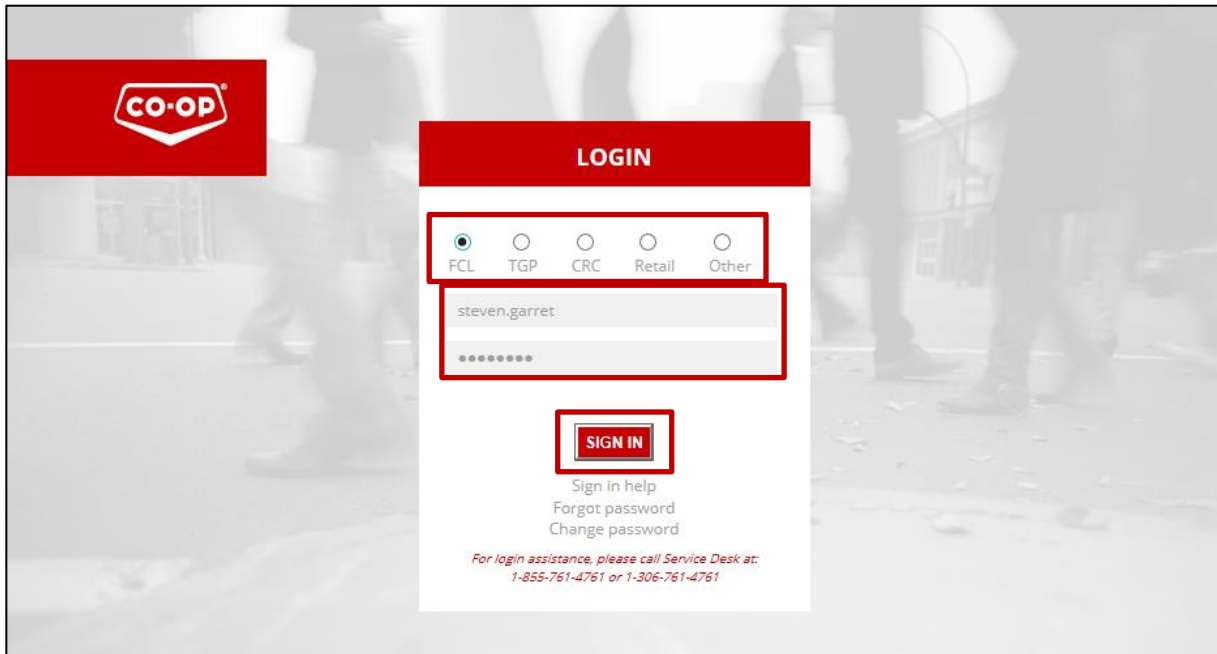 CO-OP®
LOGIN
FCL TGP CRC Retail Other
steven.garret
••••••••
SIGN IN
Sign in help
Forgot password
Change password
For login assistance, please call Service Desk at:
1-855-761-4761 or 1-306-761-4761